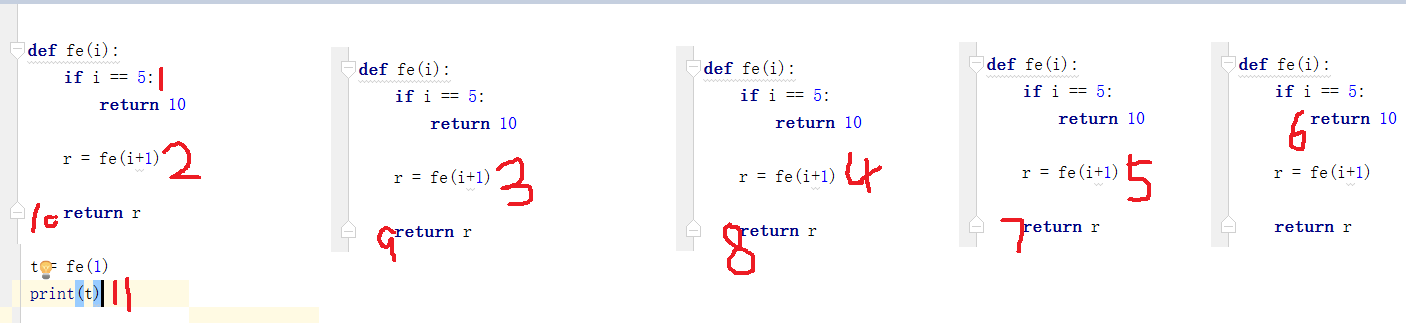 def fe(i):
if i == 5: 1
return 10
r = fe(i+1) 2
10 return r
t = fe(1)
print(t) 11
def fe(i):
if i == 5:
return 10
r = fe(i+1) 3
9 return r
def fe(i):
if i == 5:
return 10
r = fe(i+1) 4
8 return r
def fe(i):
if i == 5:
return 10
r = fe(i+1) 5
7 return r
def fe(i):
if i == 5:
6 return 10
r = fe(i+1)
return r